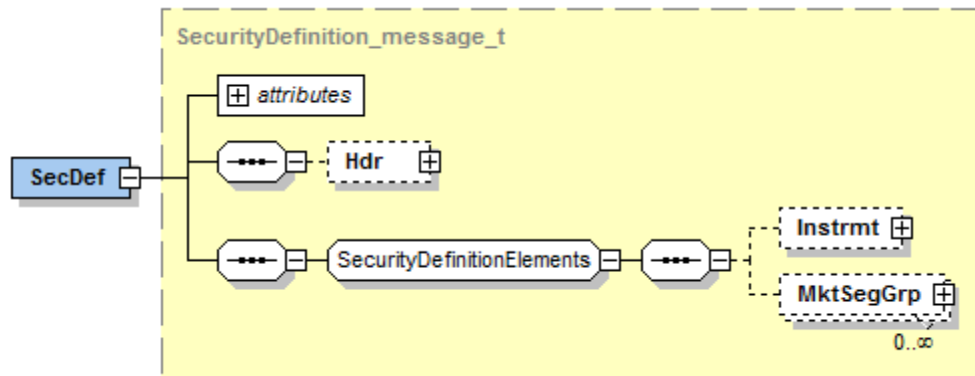 SecurityDefinition_message_t
attributes
Hdr
SecDef
Instrmt
SecurityDefinitionElements
MktSegGrp
0..∞